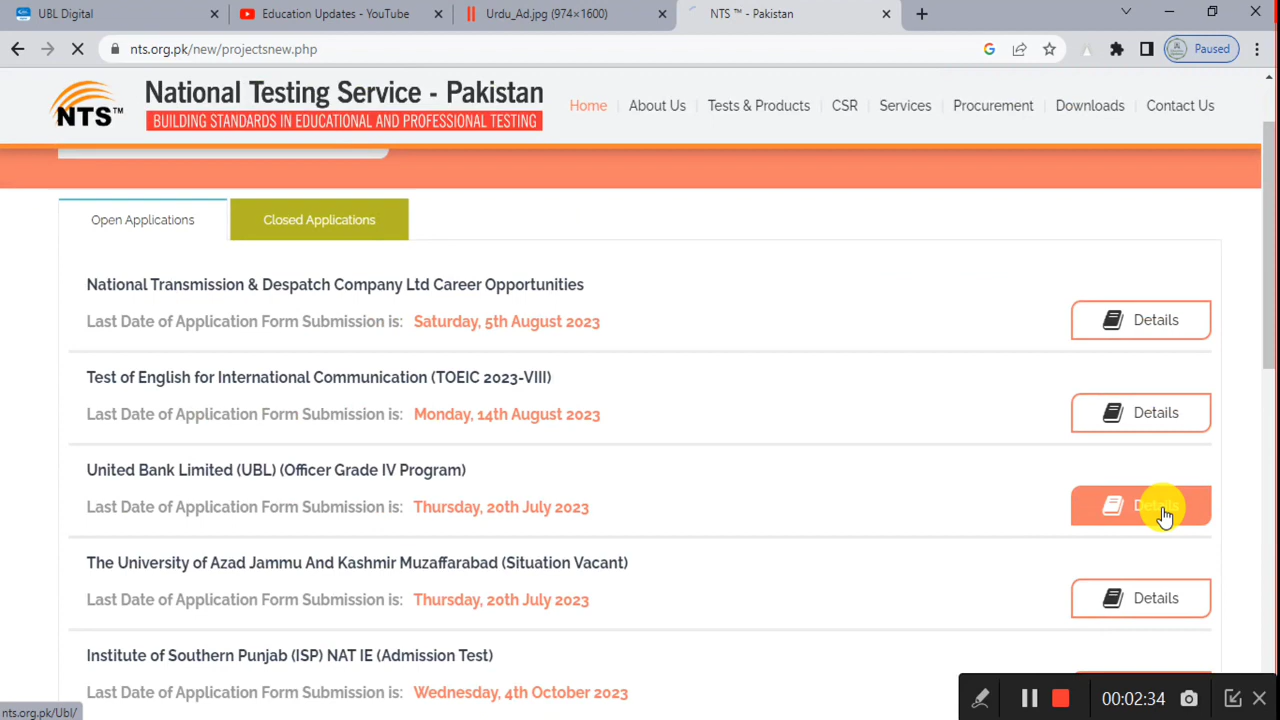 UBL Digital
Education Updates - YouTube
Urdu_Ad.jpg (974×1600)
NTS ™ - Pakistan
nts.org.pk/new/projectsnew.php
Paused
NTS™
National Testing Service - Pakistan
BUILDING STANDARDS IN EDUCATIONAL AND PROFESSIONAL TESTING
Home
About Us
Tests & Products
CSR
Services
Procurement
Downloads
Contact Us
Open Applications
Closed Applications
National Transmission & Despatch Company Ltd Career Opportunities
Last Date of Application Form Submission is: Saturday, 5th August 2023
Details
Test of English for International Communication (TOEIC 2023-VIII)
Last Date of Application Form Submission is: Monday, 14th August 2023
Details
United Bank Limited (UBL) (Officer Grade IV Program)
Last Date of Application Form Submission is: Thursday, 20th July 2023
Details
The University of Azad Jammu And Kashmir Muzaffarabad (Situation Vacant)
Last Date of Application Form Submission is: Thursday, 20th July 2023
Details
Institute of Southern Punjab (ISP) NAT IE (Admission Test)
Last Date of Application Form Submission is: Wednesday, 4th October 2023
00:02:34
nts.org.pk/Ubl/